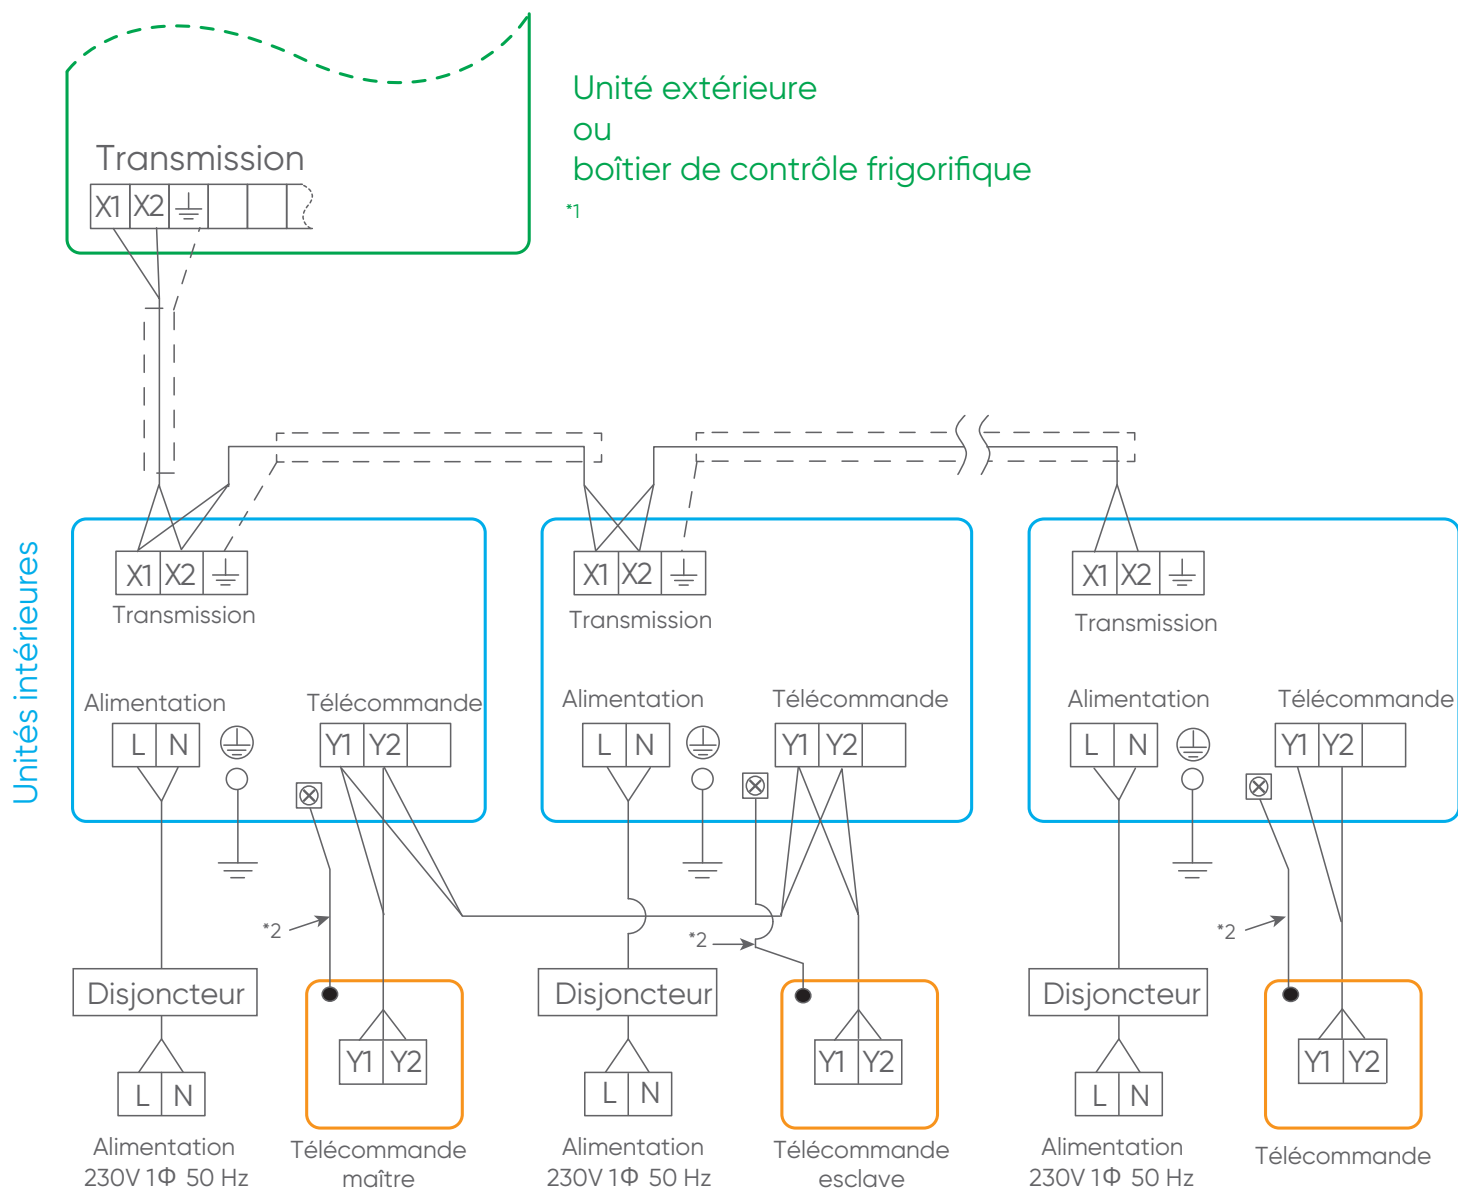 Unité extérieure
ou
boîtier de contrôle frigorifique
*1
Transmission
X1 X2
Unités intérieures
X1 X2
Transmission
X1 X2
Transmission
X1 X2
Transmission
Alimentation
Télécommande
L N
Y1 Y2
Alimentation
Télécommande
L N
Y1 Y2
Alimentation
Télécommande
L N
Y1 Y2
*2
*2
*2
Disjoncteur
Disjoncteur
Disjoncteur
Y1 Y2
Y1 Y2
Y1 Y2
L N
L N
L N
Alimentation
230V 1Φ 50 Hz
Télécommande
maître
Alimentation
230V 1Φ 50 Hz
Télécommande
esclave
Alimentation
230V 1Φ 50 Hz
Télécommande